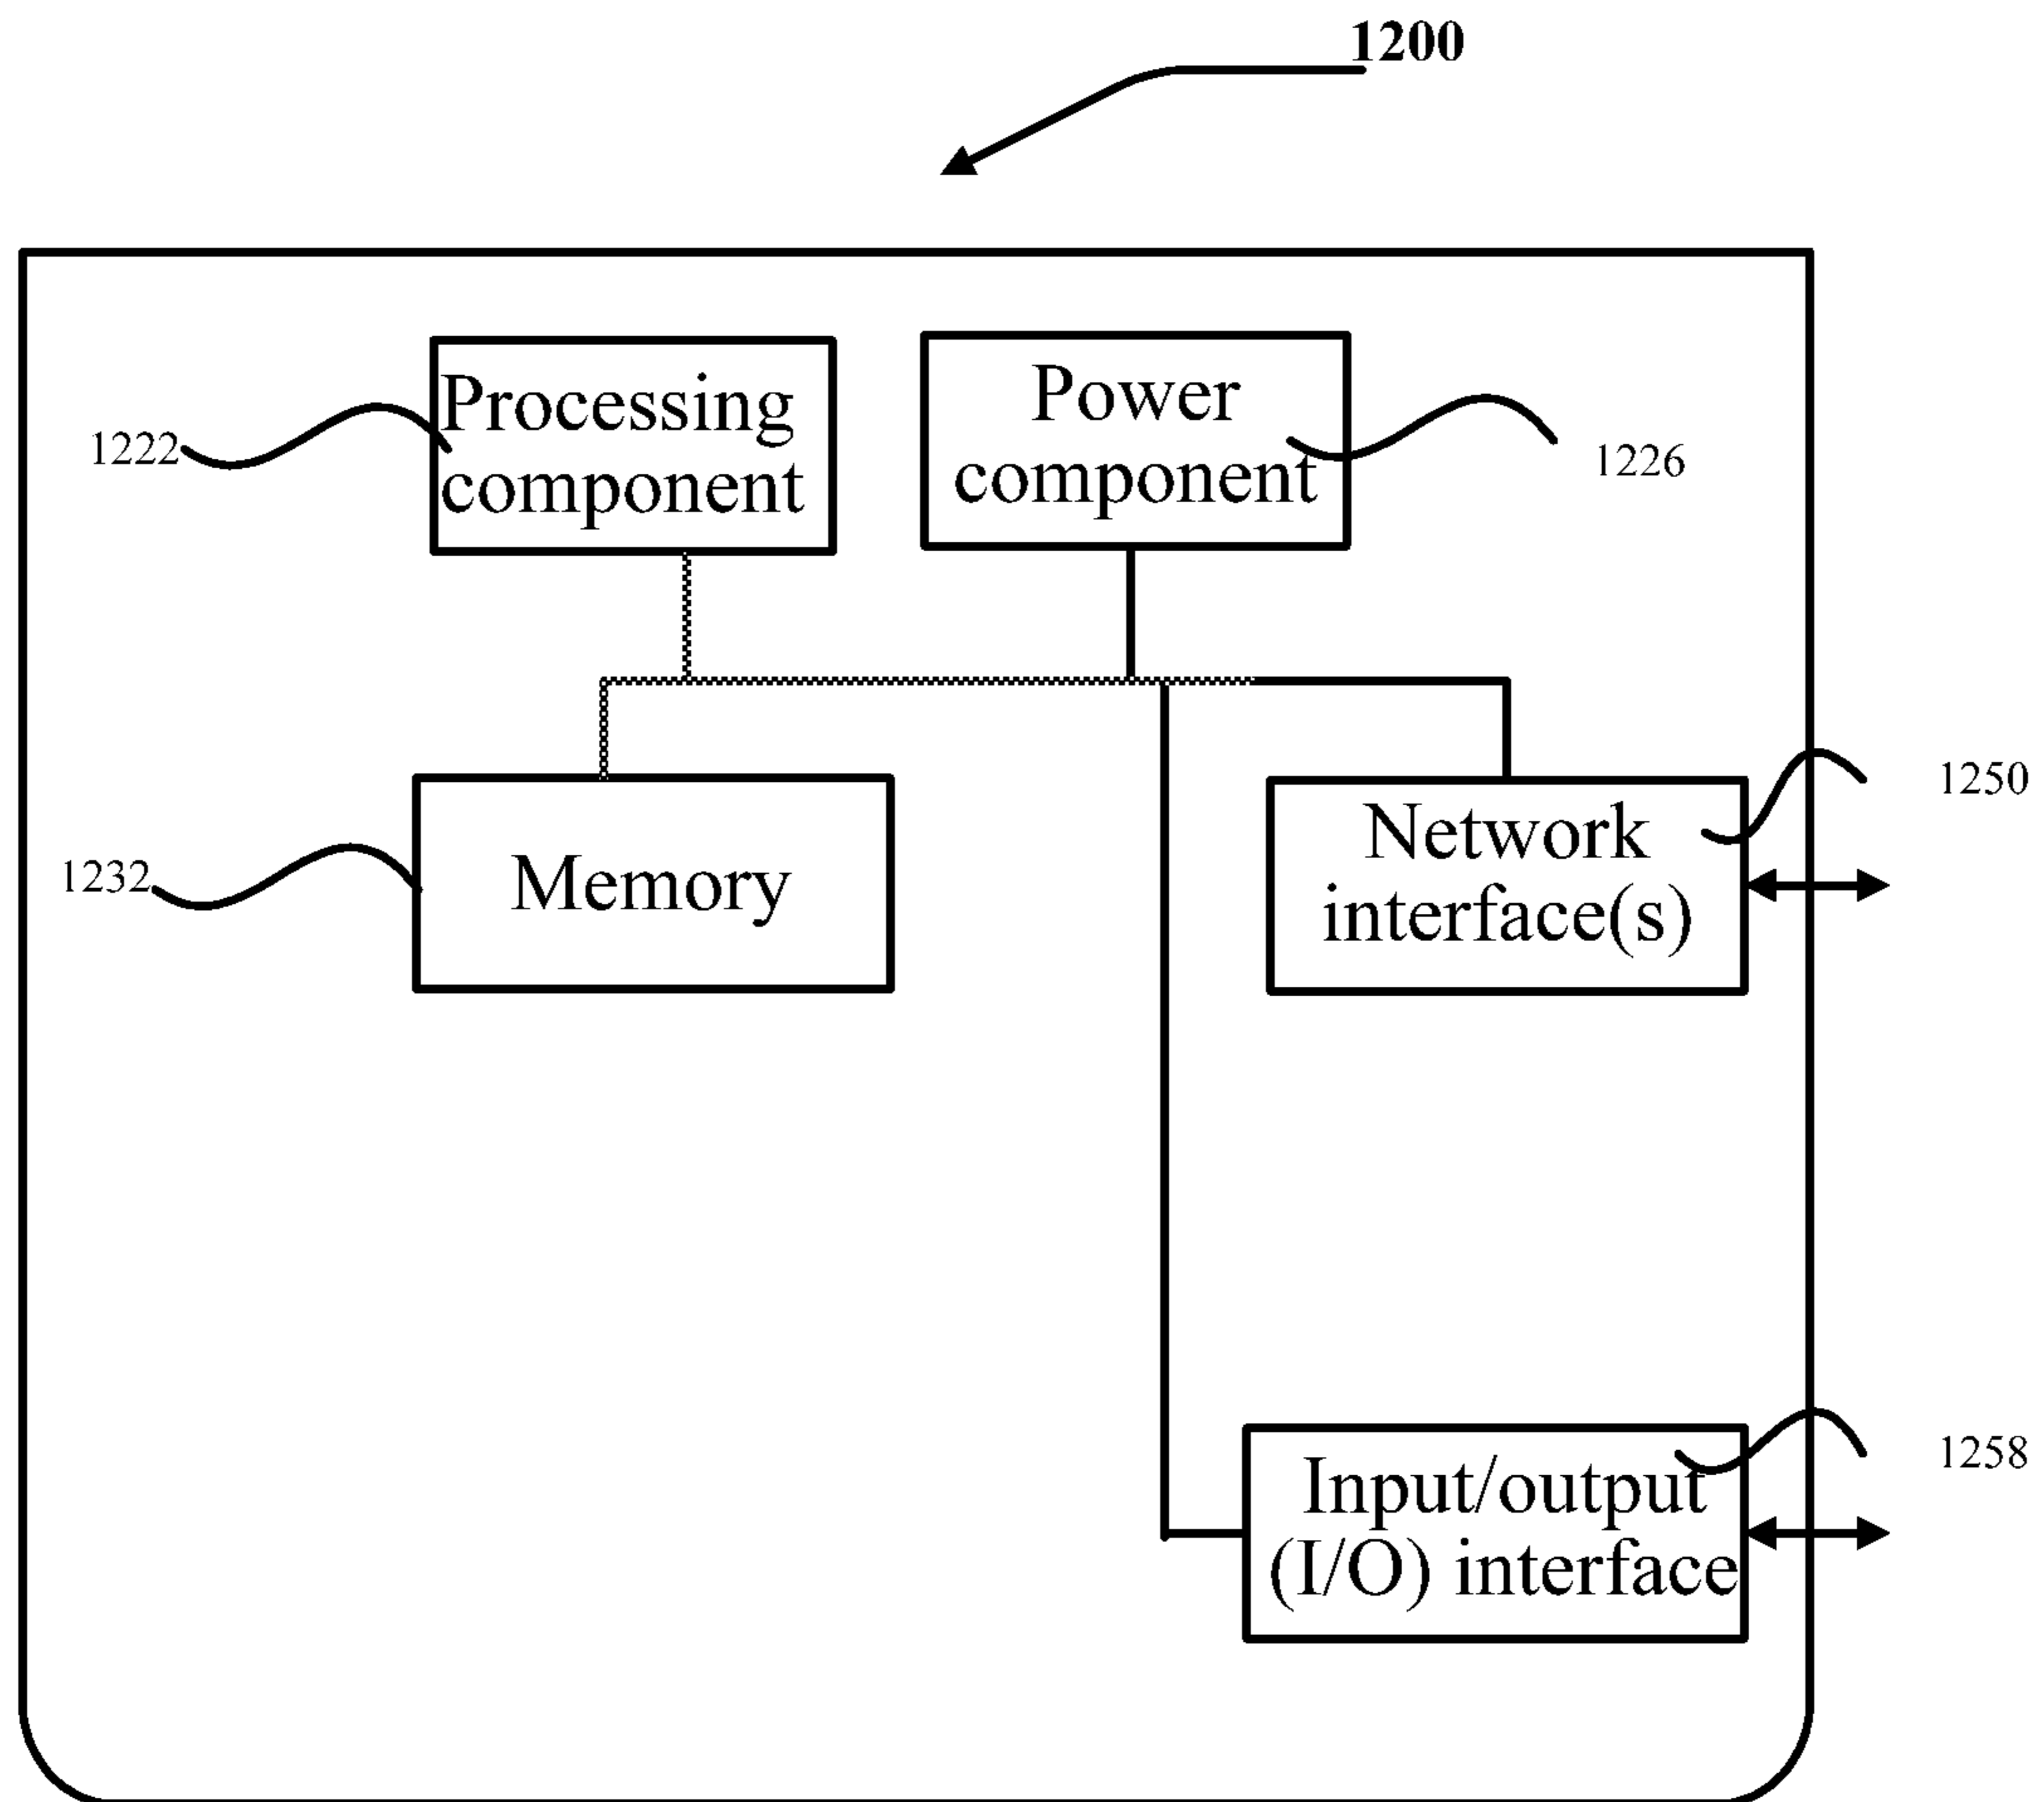 1200
Processing
component
1222
Power
component
1226
Memory
1232
Network
interface(s)
1250
Input/output
(I/O) interface
1258